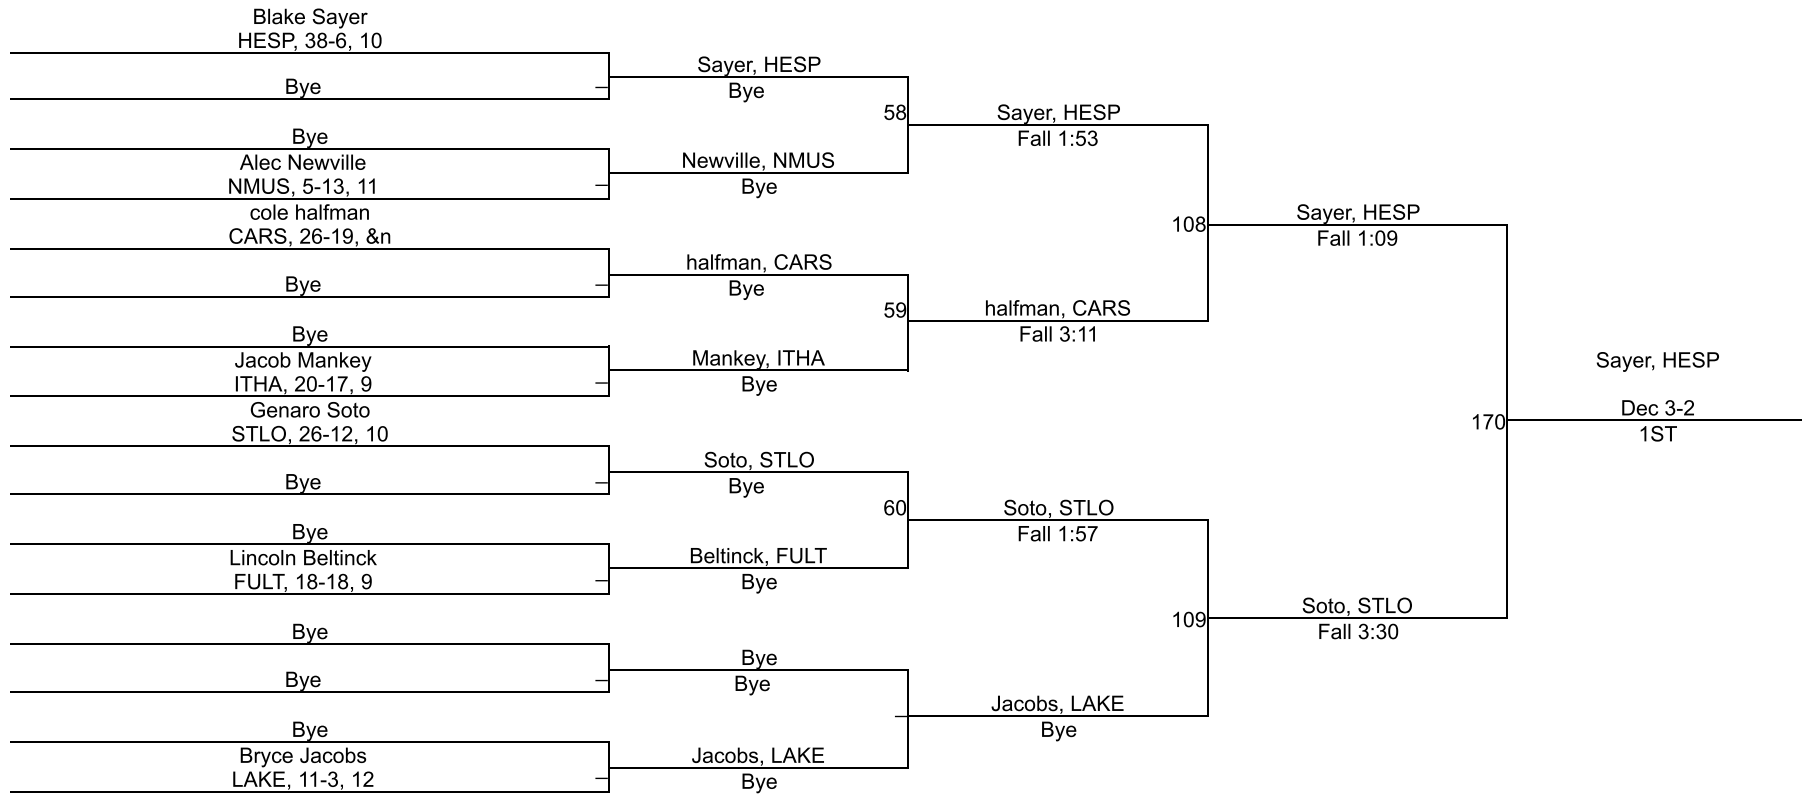 Blake Sayer
HESP, 38-6, 10
Bye
Bye
Alec Newville
NMUS, 5-13, 11
cole halfman
CARS, 26-19, &n
Bye
Bye
Jacob Mankey
ITHA, 20-17, 9
Genaro Soto
STLO, 26-12, 10
Bye
Bye
Lincoln Beltinck
FULT, 18-18, 9
Bye
Bye
Bye
Bryce Jacobs
LAKE, 11-3, 12
Sayer, HESP
Bye
Newville, NMUS
Bye
halfman, CARS
Bye
Mankey, ITHA
Bye
Soto, STLO
Bye
Beltinck, FULT
Bye
Bye
Bye
Jacobs, LAKE
Bye
58
59
60
Sayer, HESP
Fall 1:53
halfman, CARS
Fall 3:11
Soto, STLO
Fall 1:57
Jacobs, LAKE
Bye
108
109
Sayer, HESP
Fall 1:09
Soto, STLO
Fall 3:30
170
Sayer, HESP
Dec 3-2
1ST